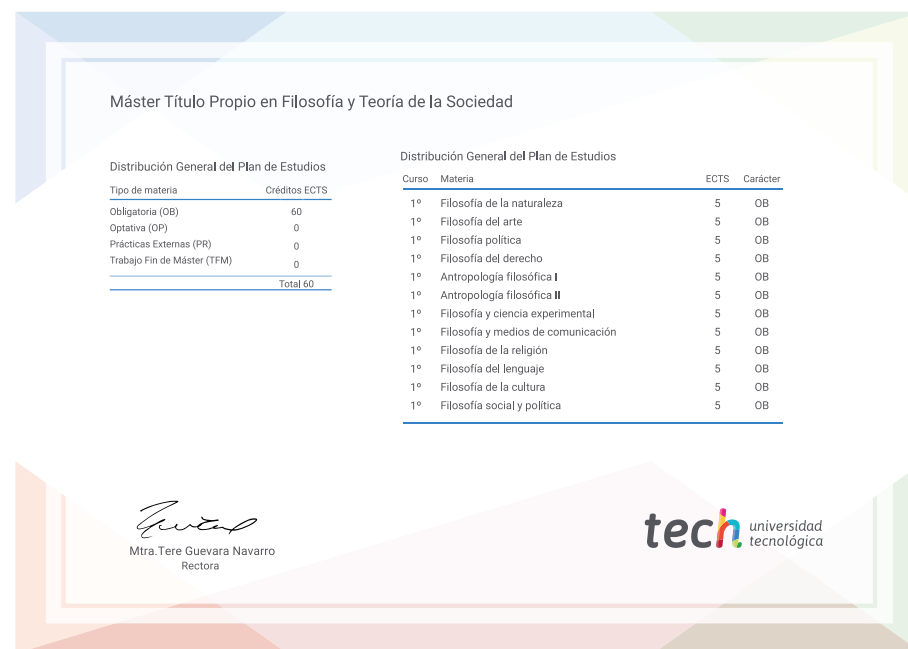 Máster Título Propio en Filosofía y Teoría de la Sociedad
Distribución General del Plan de Estudios
Tipo de materia Créditos ECTS
Obligatoria (OB) 60
Optativa (OP) 0
Prácticas Externas (PR) 0
Trabajo Fin de Máster (TFM) 0
Total 60
Distribución General del Plan de Estudios
Curso Materia ECTS Carácter
1º Filosofía de la naturaleza 5 OB
1º Filosofía del arte 5 OB
1º Filosofía política 5 OB
1º Filosofía del derecho 5 OB
1º Antropología filosófica I 5 OB
1º Antropología filosófica II 5 OB
1º Filosofía y ciencia experimental 5 OB
1º Filosofía y medios de comunicación 5 OB
1º Filosofía de la religión 5 OB
1º Filosofía del lenguaje 5 OB
1º Filosofía de la cultura 5 OB
1º Filosofía social y política 5 OB
Mtra.Tere Guevara Navarro
Rectora
tech universidad
tecnológica